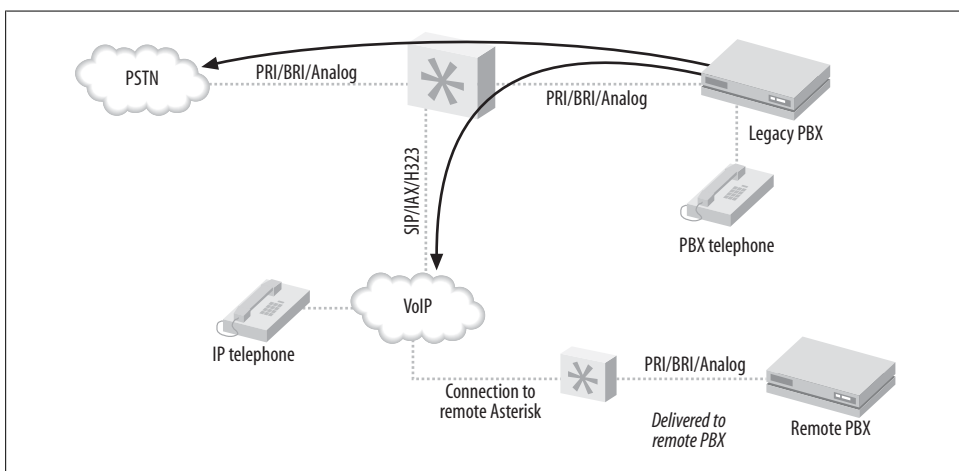 PSTN
PRI/BRI/Analog
PRI/BRI/Analog
Legacy PBX
SIP/IAX/H323
PBX telephone
VoIP
IP telephone
PRI/BRI/Analog
Connection to
remote Asterisk
Delivered to
remote PBX
Remote PBX